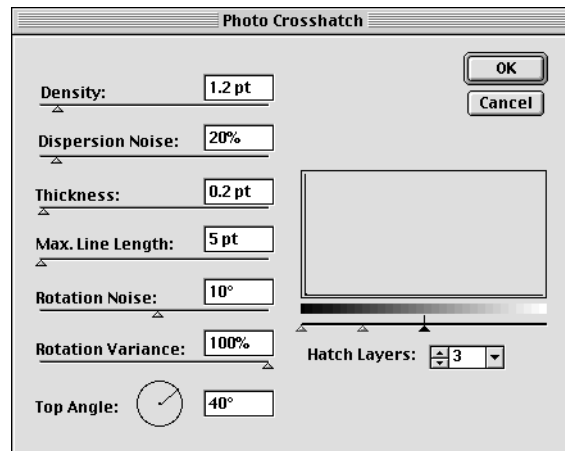 Photo Crosshatch
Density: 1.2 pt
Dispersion Noise: 20%
Thickness: 0.2 pt
Max. Line Length: 5 pt
Rotation Noise: 10°
Rotation Variance: 100%
Top Angle: 40°
OK
Cancel
Hatch Layers: 3